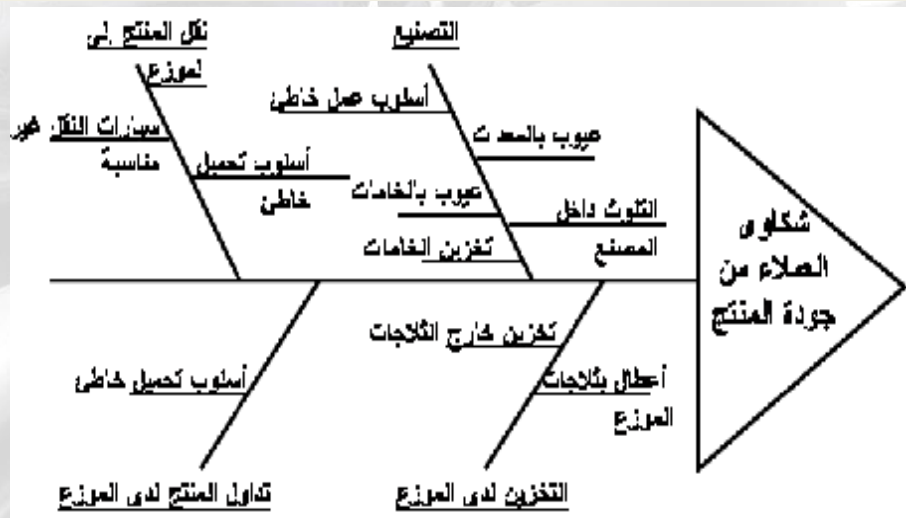 نقل المنتج إلى
لموزع
سيارات النقل غير
مناسبة
أسلوب تحميل
خاطئ
التصنيع
أسلوب عمل خاطئ
عيوب بالمعدت
عيوب بالخامات
التلوث داخل
المصنع
تخزين الخامات
شكاوى
العملاء من
جودة المنتج
تخزين خارج الثلاجات
أعطال بثلاجات
الموزع
التخزين لدى الموزع
أسلوب تحميل خاطئ
تداول المنتج لدى الموزع